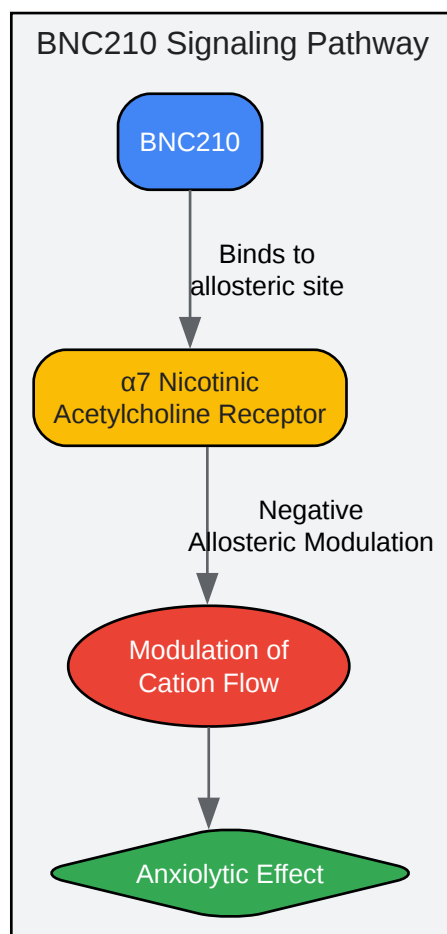 BNC210 Signaling Pathway
BNC210
Binds to
allosteric site
α7 Nicotinic
Acetylcholine Receptor
Negative
Allosteric Modulation
Modulation of
Cation Flow
Anxiolytic Effect